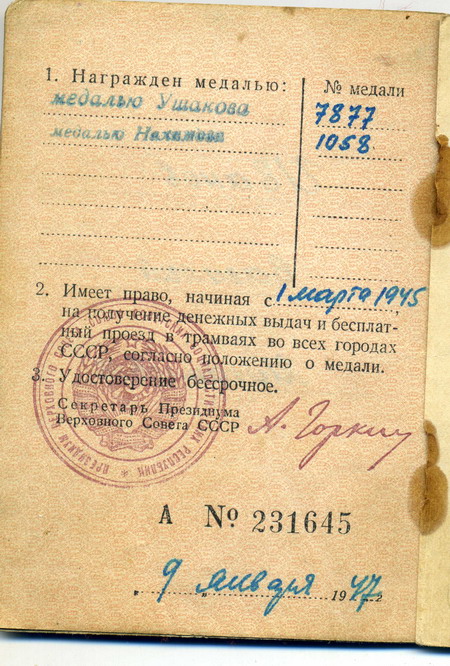 1. Награжден медалью: № медали
медалью Ушакова 7877
медалью Нахимова 1058
2. Имеет право, начиная с 1 марта 1945,
на получение денежных выдач и бесплат-
ный проезд в трамваях во всех городах
СССР, согласно положению о медали.
3. Удостоверение бессрочное.
Секретарь Президиума
Верховного Совета СССР
А. Горкин
А № 231645
„ 9 „ января 1947 г.